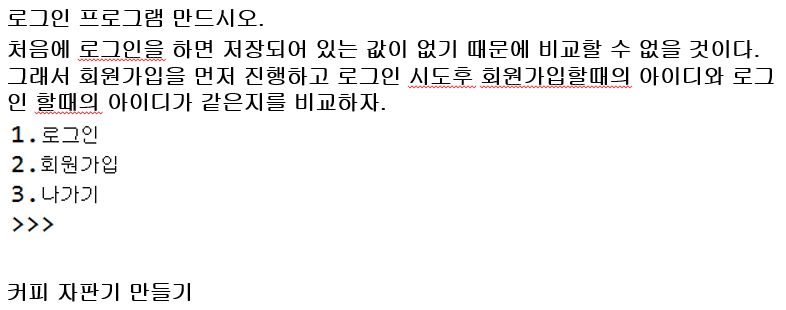 로그인 프로그램 만드시오.
처음에 로그인을 하면 저장되어 있는 값이 없기 때문에 비교할 수 없을 것이다.
그래서 회원가입을 먼저 진행하고 로그인 시도후 회원가입할때의 아이디와 로그
인 할때의 아이디가 같은지를 비교하자.
1.로그인
2.회원가입
3.나가기
>>>
커피 자판기 만들기